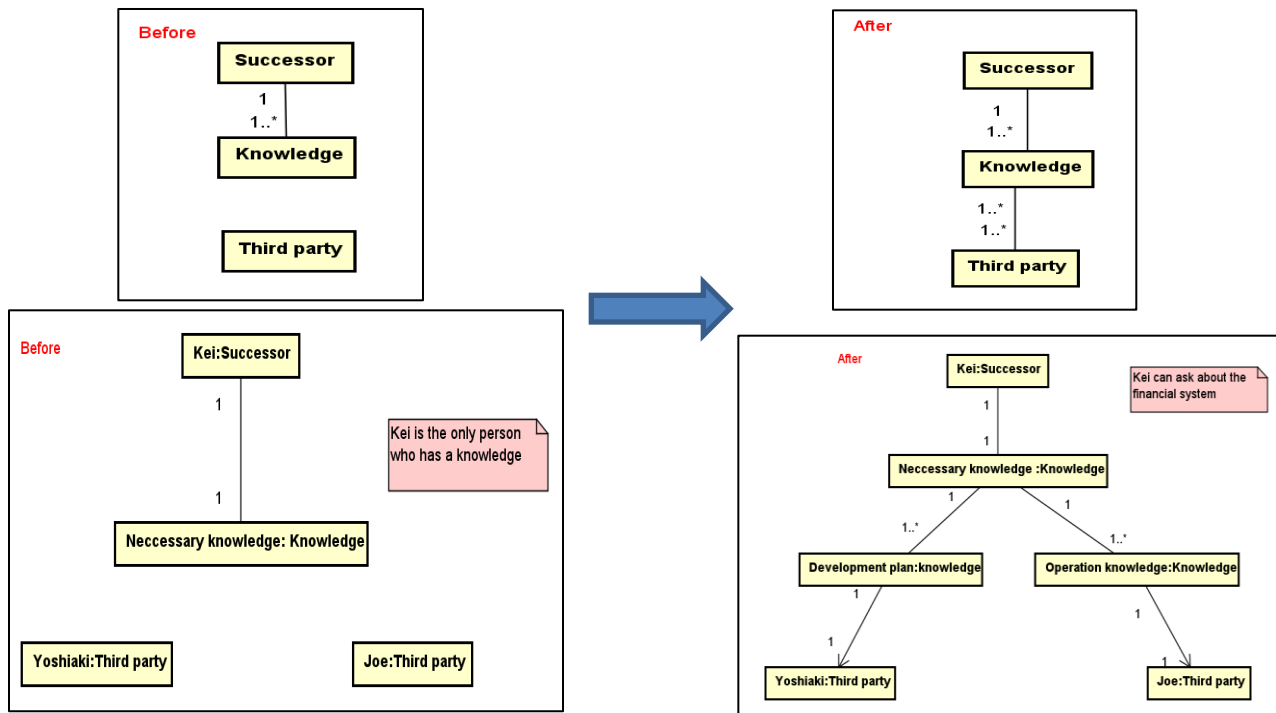 Before
Successor
1
1..*
Knowledge
Third party
After
Successor
1
1..*
Knowledge
1..*
1..*
Third party
Before
Kei:Successor
1
Kei is the only person
who has a knowledge
1
Neccessary knowledge: Knowledge
Yoshiaki:Third party
Joe:Third party
After
Kei:Successor
Kei can ask about the
financial system
1
1
Neccessary knowledge :Knowledge
1
1
1..*
1..*
Development plan:knowledge
Operation knowledge:Knowledge
1
1
1
1
Yoshiaki:Third party
Joe:Third party